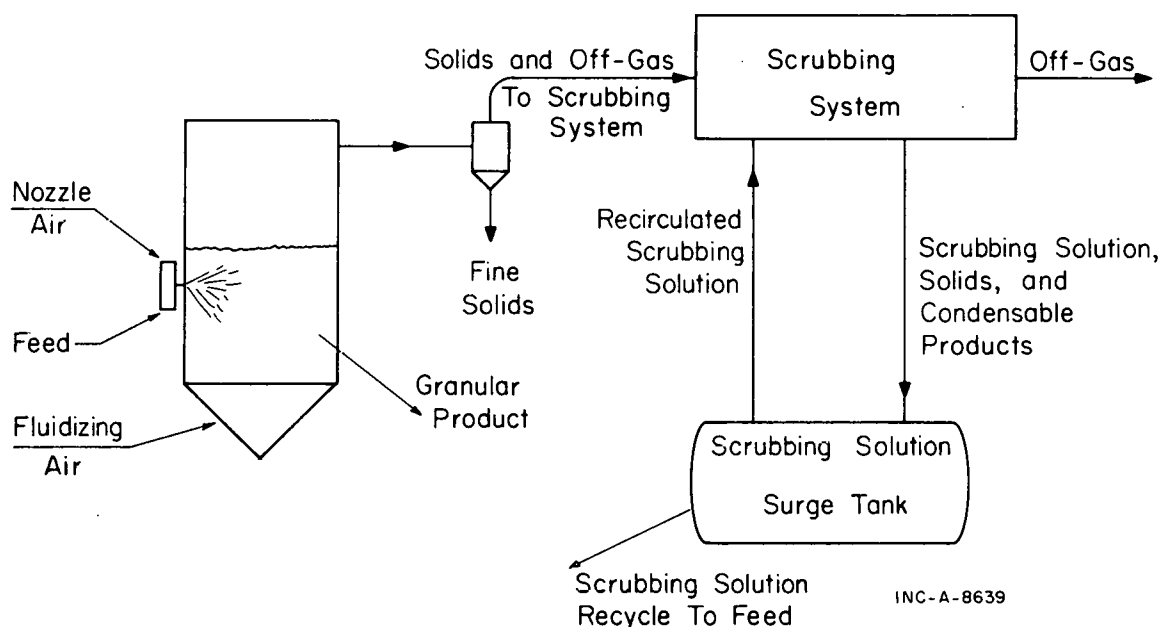 Solids and Off-Gas
To Scrubbing
System
Scrubbing
System
Off-Gas
Nozzle
Air
Feed
Fluidizing
Air
Fine
Solids
Granular
Product
Recirculated
Scrubbing
Solution
Scrubbing Solution,
Solids, and
Condensable
Products
Scrubbing Solution
Surge Tank
Scrubbing Solution
Recycle To Feed
INC-A-8639